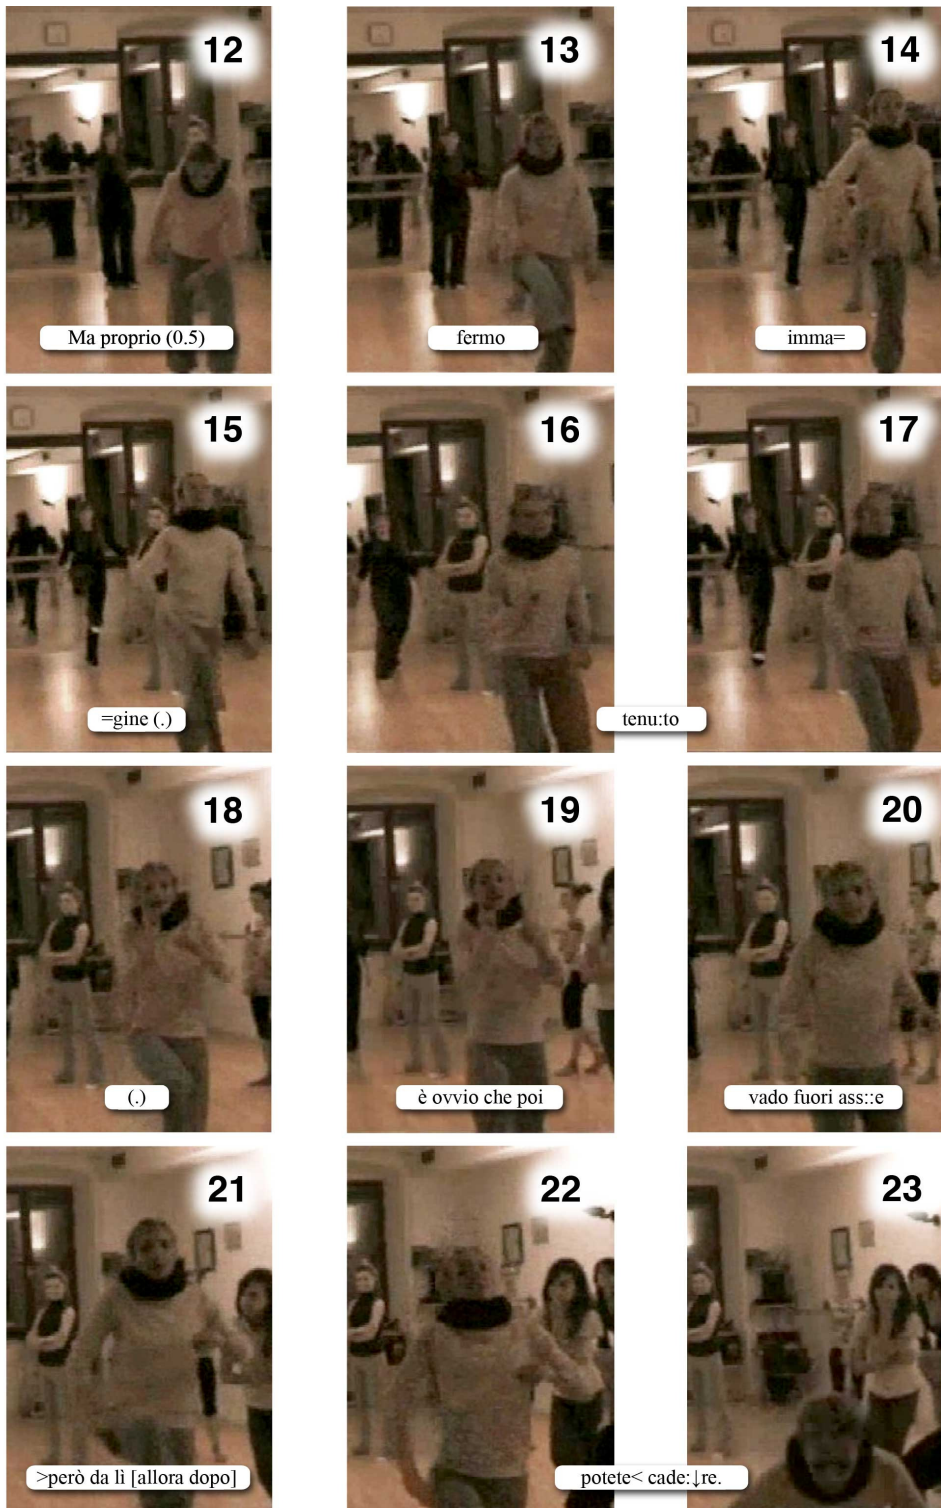 12
13
14
Ma proprio (0.5)
fermo
imma=
15
16
17
=gine (.)
tenu:to
18
19
20
(.)
è ovvio che poi
vado fuori ass::e
21
22
23
>però da lì [allora dopo]
potete< cade:↓re.